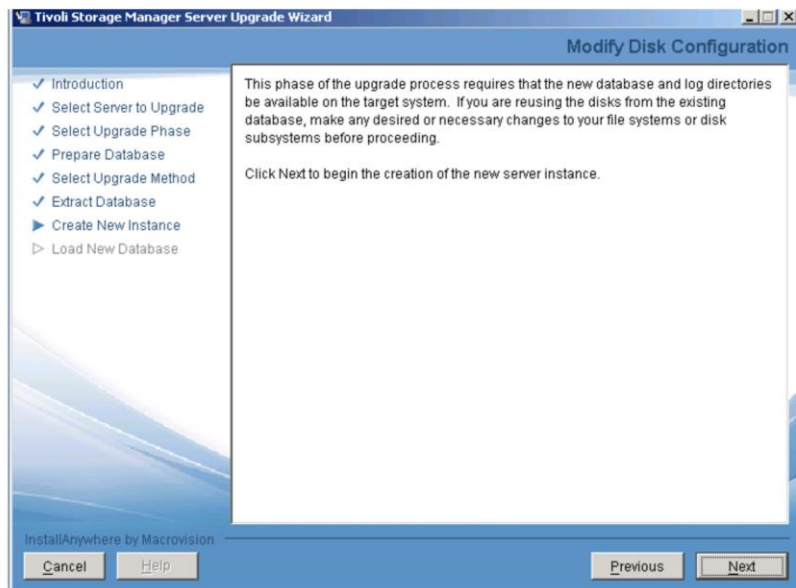 Tivoli Storage Manager Server Upgrade Wizard
Modify Disk Configuration
Introduction
Select Server to Upgrade
Select Upgrade Phase
Prepare Database
Select Upgrade Method
Extract Database
Create New Instance
Load New Database
This phase of the upgrade process requires that the new database and log directories
be available on the target system. If you are reusing the disks from the existing
database, make any desired or necessary changes to your file systems or disk
subsystems before proceeding.
Click Next to begin the creation of the new server instance.
InstallAnywhere by Macrovision
Cancel
Help
Previous
Next